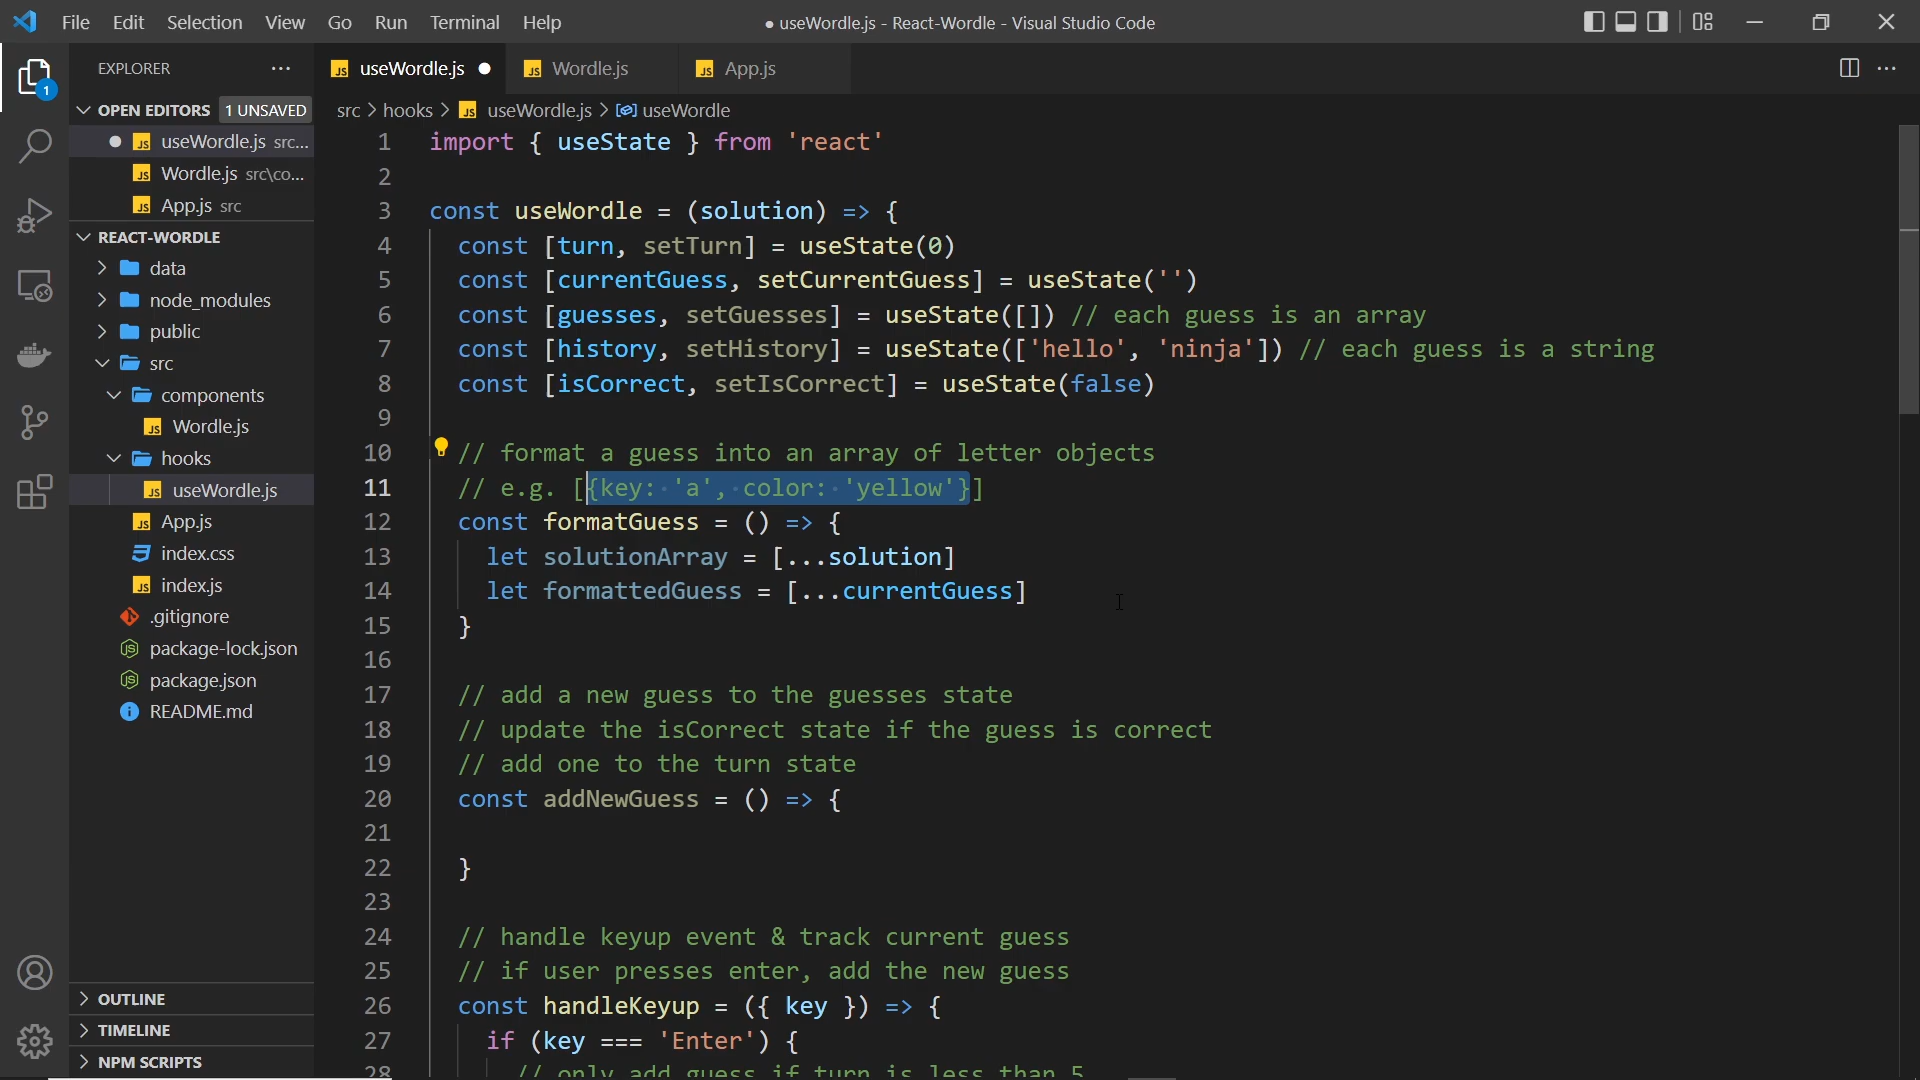 File Edit Selection View Go Run Terminal Help
● useWordle.js - React-Wordle - Visual Studio Code
EXPLORER
useWordle.js
Wordle.js
App.js
1
OPEN EDITORS 1 UNSAVED
useWordle.js src...
Wordle.js src\co...
App.js src
REACT-WORDLE
data
node_modules
public
src
components
Wordle.js
hooks
useWordle.js
App.js
index.css
index.js
.gitignore
package-lock.json
package.json
README.md
OUTLINE
TIMELINE
NPM SCRIPTS
src > hooks > useWordle.js > useWordle
1 import { useState } from 'react'
2
3 const useWordle = (solution) => {
4 const [turn, setTurn] = useState(0)
5 const [currentGuess, setCurrentGuess] = useState('')
6 const [guesses, setGuesses] = useState([]) // each guess is an array
7 const [history, setHistory] = useState(['hello', 'ninja']) // each guess is a string
8 const [isCorrect, setIsCorrect] = useState(false)
9
10 // format a guess into an array of letter objects
11 // e.g. [{key: 'a', color: 'yellow'}]
12 const formatGuess = () => {
13 let solutionArray = [...solution]
14 let formattedGuess = [...currentGuess]
15 }
16
17 // add a new guess to the guesses state
18 // update the isCorrect state if the guess is correct
19 // add one to the turn state
20 const addNewGuess = () => {
21
22 }
23
24 // handle keyup event & track current guess
25 // if user presses enter, add the new guess
26 const handleKeyup = ({ key }) => {
27 if (key === 'Enter') {
28 // only add guess if turn is less than 5